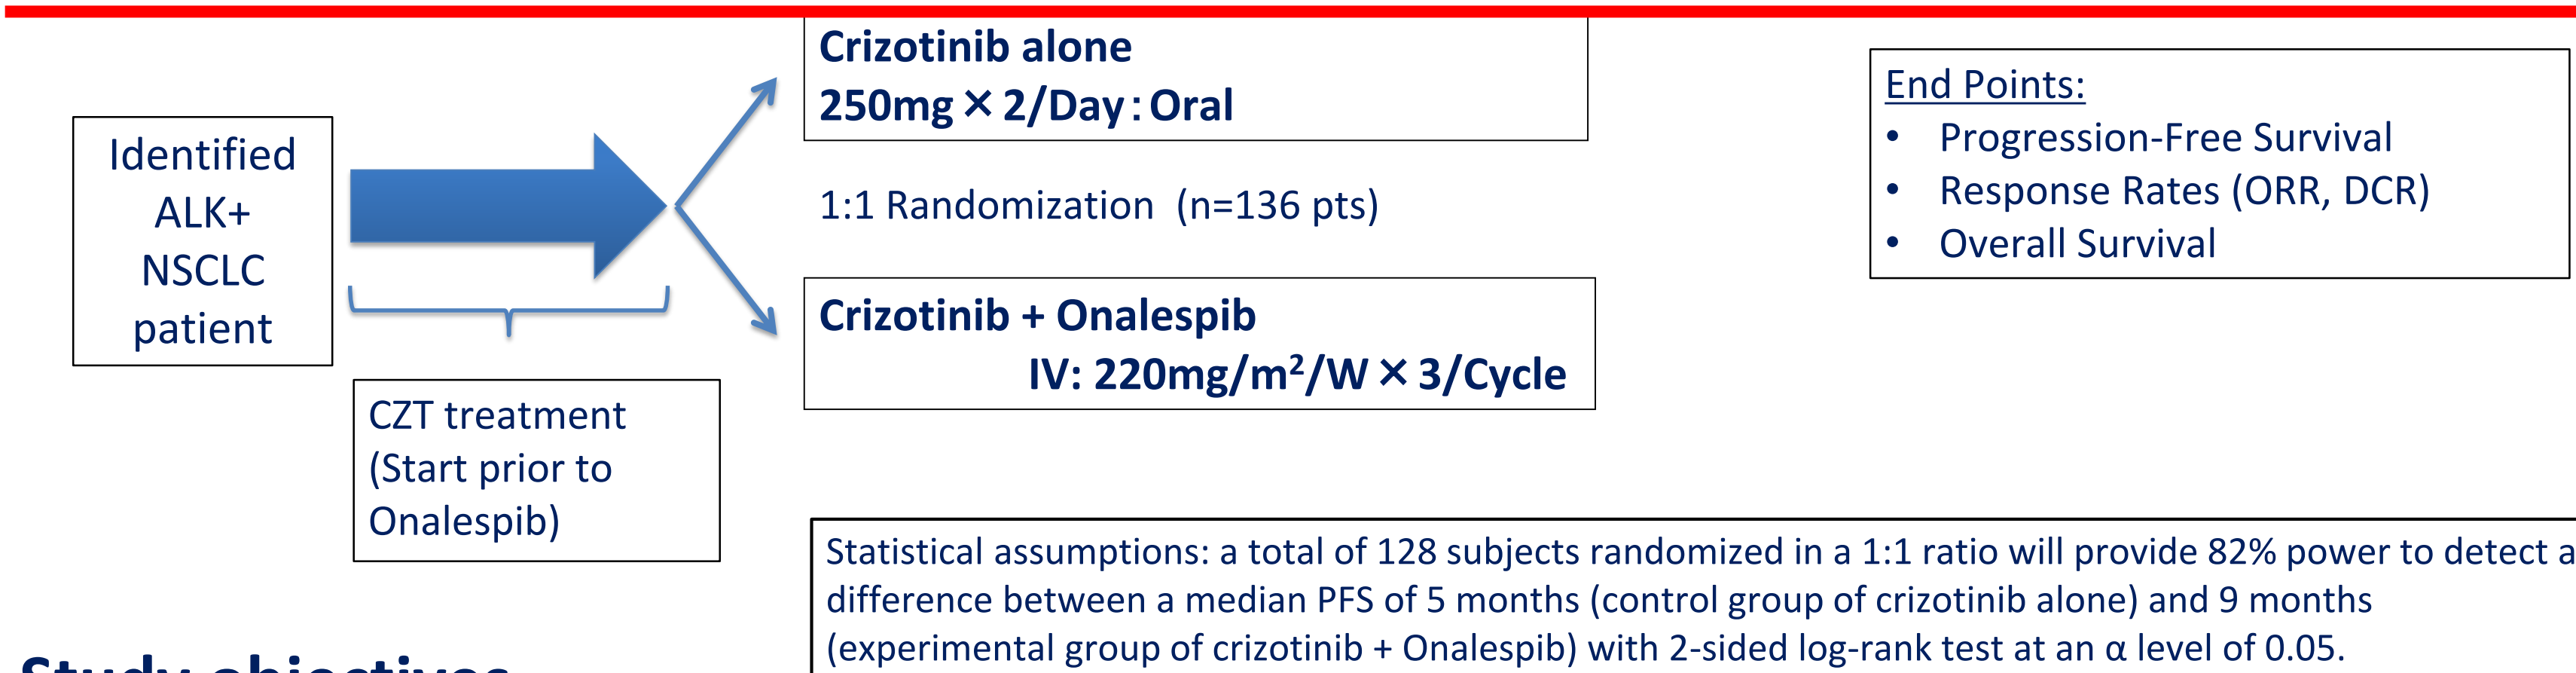 Identified
ALK+
NSCLC
patient
CZT treatment
(Start prior to
Onalespib)
Crizotinib alone
250mg × 2/Day : Oral
1:1 Randomization (n=136 pts)
Crizotinib + Onalespib
IV: 220mg/m²/W × 3/Cycle
End Points:
• Progression-Free Survival
• Response Rates (ORR, DCR)
• Overall Survival
Statistical assumptions: a total of 128 subjects randomized in a 1:1 ratio will provide 82% power to detect a
difference between a median PFS of 5 months (control group of crizotinib alone) and 9 months
(experimental group of crizotinib + Onalespib) with 2-sided log-rank test at an α level of 0.05.
Study objectives